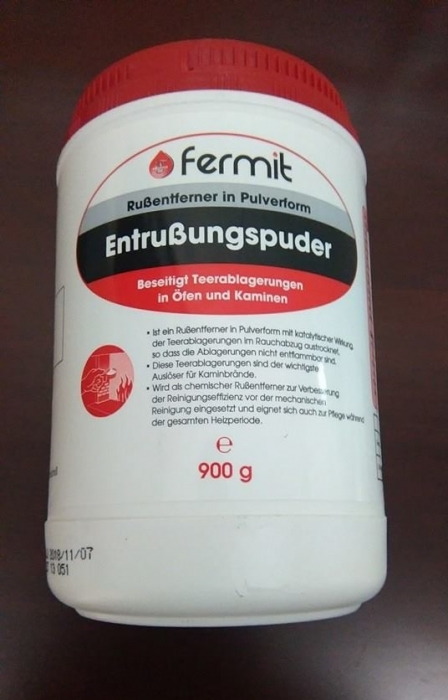 fermit
Rußentferner in Pulverform
Entrußungspuder
Beseitigt Teerablagerungen
in Öfen und Kaminen
• Ist ein Rußentferner in Pulverform mit katalytischer Wirkung,
der Teerablagerungen im Rauchabzug austrocknet,
so dass die Ablagerungen nicht entflammbar sind.
• Diese Teerablagerungen sind der wichtigste
Auslöser für Kaminbrände.
• Wird als chemischer Rußentferner zur Verbesserung
der Reinigungseffizienz vor der mechanischen
Reinigung eingesetzt und eignet sich auch zur Pflege während
der gesamten Heizperiode.
e
900 g
2018/11/07
13 051